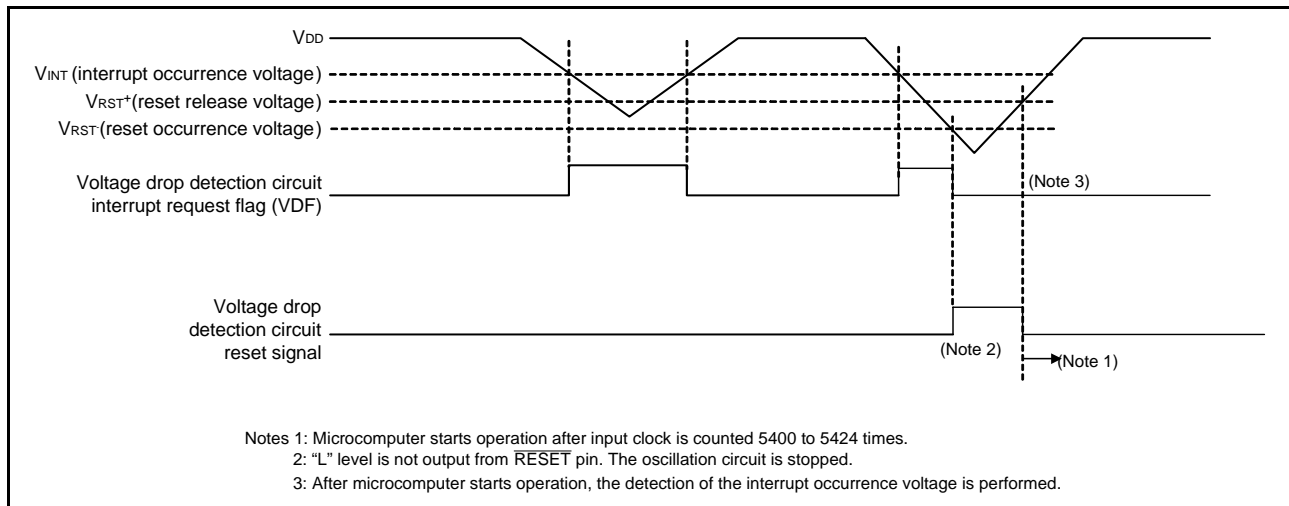 VDD
VINT (interrupt occurrence voltage)
VRST+(reset release voltage)
VRST-(reset occurrence voltage)
Voltage drop detection circuit
interrupt request flag (VDF)
(Note 3)
Voltage drop
detection circuit
reset signal
(Note 2)
(Note 1)
Notes 1: Microcomputer starts operation after input clock is counted 5400 to 5424 times.
2: “L” level is not output from RESET pin. The oscillation circuit is stopped.
3: After microcomputer starts operation, the detection of the interrupt occurrence voltage is performed.